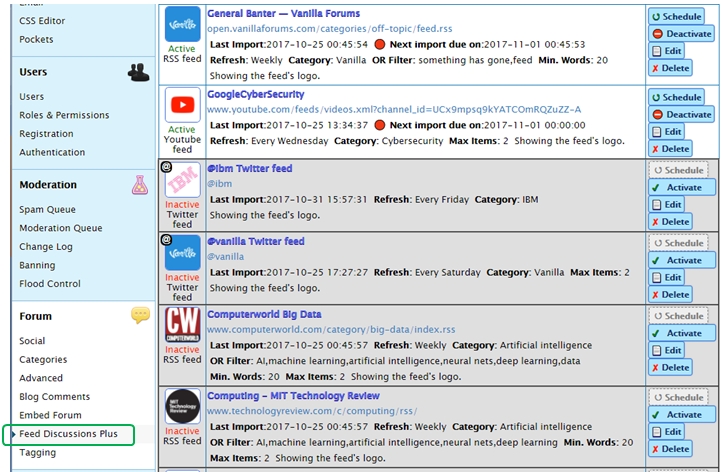 Email
CSS Editor
Pockets
Users
Users
Roles & Permissions
Registration
Authentication
Moderation
Spam Queue
Moderation Queue
Change Log
Banning
Flood Control
Forum
Social
Categories
Advanced
Blog Comments
Embed Forum
Feed Discussions Plus
Tagging
Vanilla
Active
RSS feed
General Banter — Vanilla Forums
open.vanillaforums.com/categories/off-topic/feed.rss
Last Import:2017-10-25 00:45:54 Next import due on:2017-11-01 00:45:53
Refresh: Weekly Category: Vanilla OR Filter: something has gone,feed Min. Words: 20
Showing the feed's logo.
Schedule
Deactivate
Edit
Delete
Active
Youtube
feed
GoogleCyberSecurity
www.youtube.com/feeds/videos.xml?channel_id=UCx9mpsq9kYATCOmRQZuZZ-A
Last Import:2017-10-25 13:34:37 Next import due on:2017-11-01 00:00:00
Refresh: Every Wednesday Category: Cybersecurity Max Items: 2 Showing the feed's logo.
Schedule
Deactivate
Edit
Delete
@
IBM
Inactive
Twitter
feed
@ibm Twitter feed
@ibm
Last Import:2017-10-31 15:57:31 Refresh: Every Friday Category: IBM
Showing the feed's logo.
Schedule
Activate
Edit
Delete
@
Vanilla
Inactive
Twitter
feed
@vanilla Twitter feed
@vanilla
Last Import:2017-10-25 17:27:27 Refresh: Every Saturday Category: Vanilla Max Items: 2
Showing the feed's logo.
Schedule
Activate
Edit
Delete
CW
COMPUTERWORLD
Inactive
RSS feed
Computerworld Big Data
www.computerworld.com/category/big-data/index.rss
Last Import:2017-10-25 00:45:57 Refresh: Weekly Category: Artificial intelligence
OR Filter: AI,machine learning,artificial intelligence,neural nets,deep learning,data
Min. Words: 20 Max Items: 2 Showing the feed's logo.
Schedule
Activate
Edit
Delete
MIT
Technology
Review
Inactive
RSS feed
Computing – MIT Technology Review
www.technologyreview.com/c/computing/rss/
Last Import:2017-10-25 00:45:57 Refresh: Weekly Category: Artificial intelligence
OR Filter: AI,machine learning,artificial intelligence,neural nets,deep learning Min. Words: 20
Max Items: 2 Showing the feed's logo.
Schedule
Activate
Edit
Delete